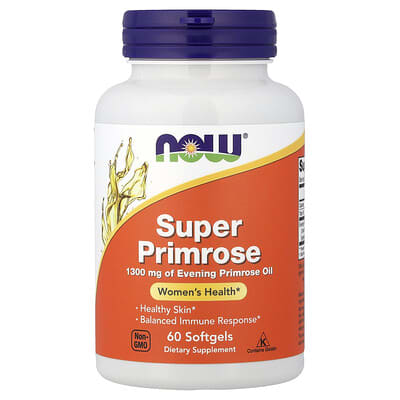 NOW®
Super
Primrose
1300 mg of Evening Primrose Oil
Women's Health*
• Healthy Skin*
• Balanced Immune Response*
60 Softgels
Dietary Supplement
Non-
GMO
K
Contains Gelatin